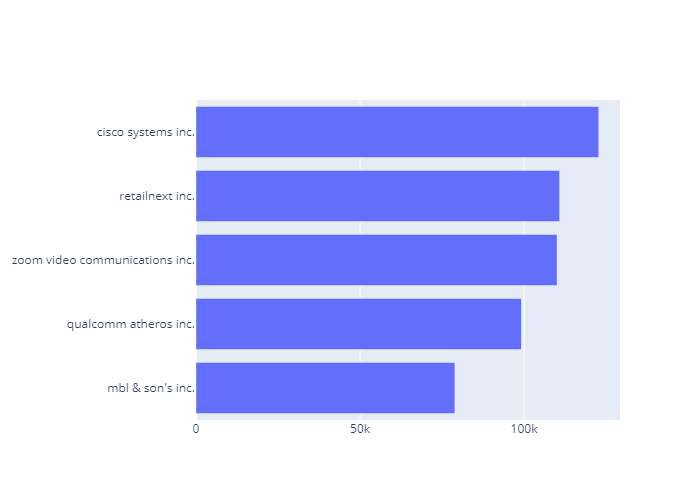 cisco systems inc.
retailnext inc.
zoom video communications inc.
qualcomm atheros inc.
mbl & son's inc.
0 50k 100k